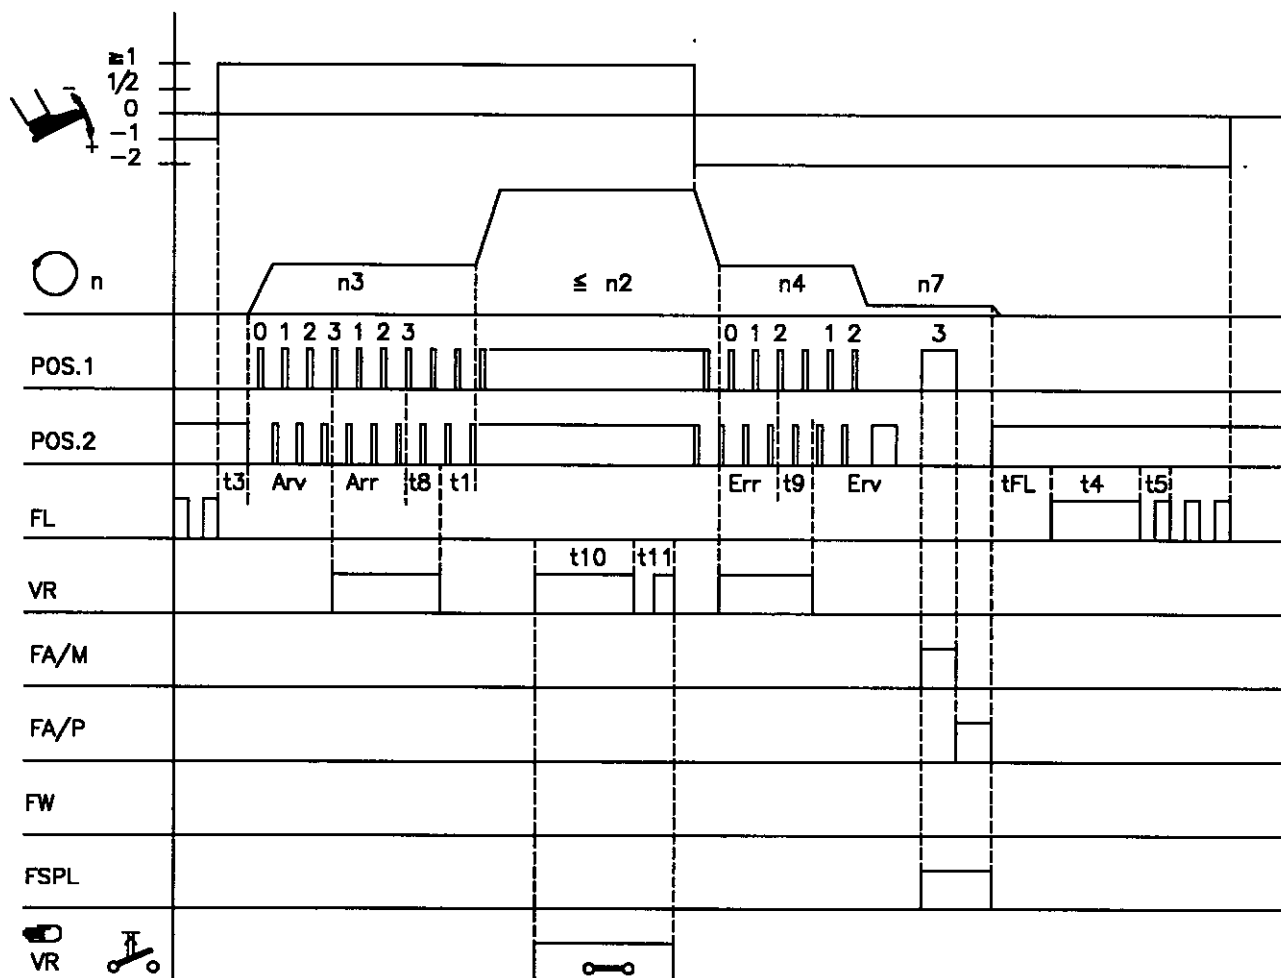 ≥1
1/2
0
−1
−2
−
+
n
n3
≤ n2
n4
n7
0 1 2 3 1 2 3
0 1 2 1 2
3
POS.1
POS.2
t3 Arv Arr t8 t1
Err t9 Erv
tFL t4 t5
FL
t10 t11
VR
FA/M
FA/P
FW
FSPL
VR